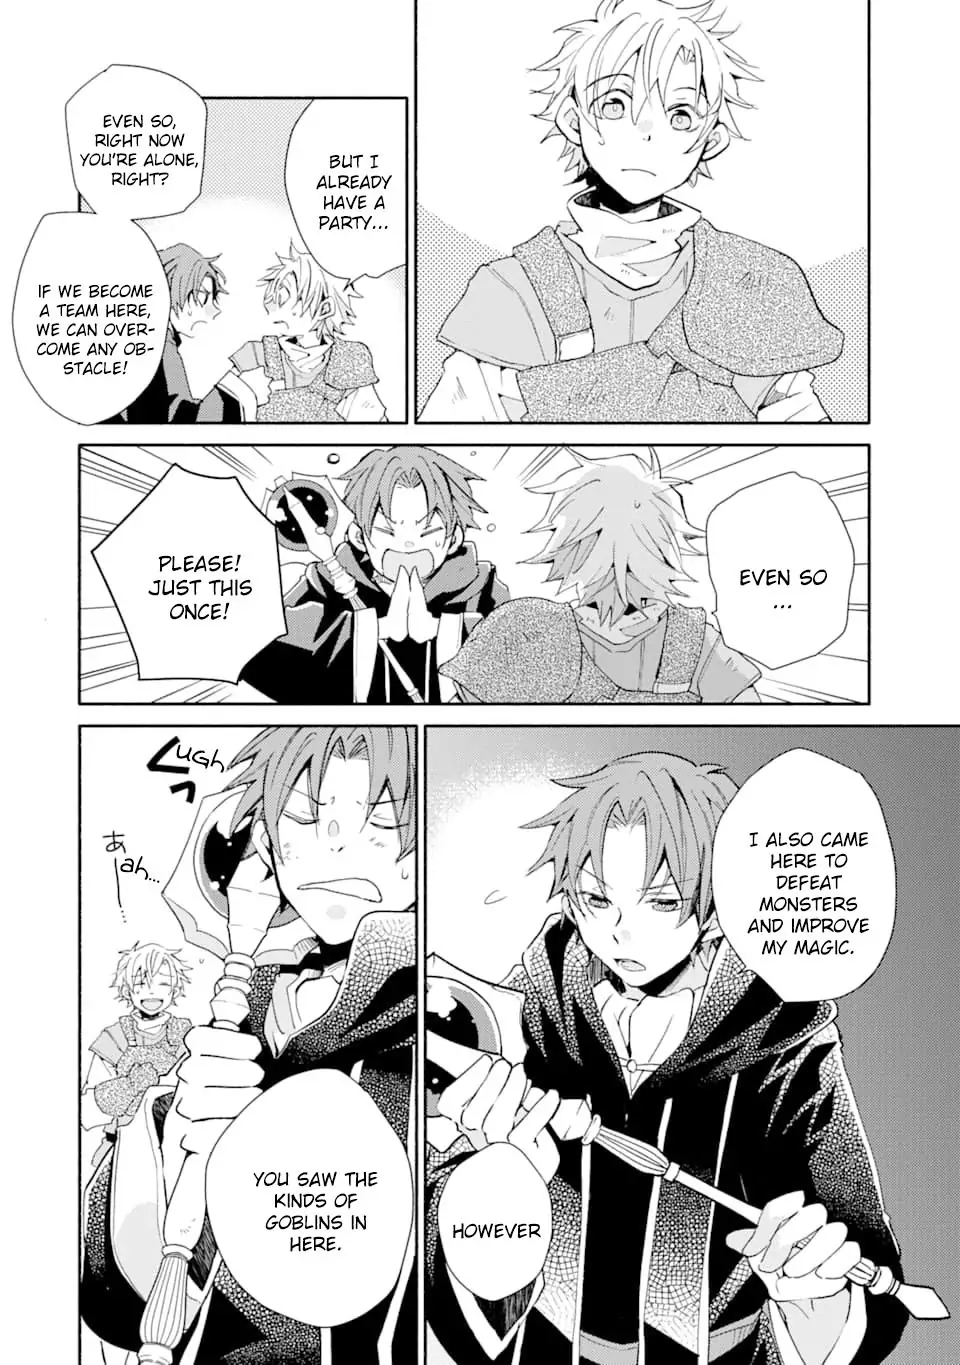 BUT I
ALREADY
HAVE A
PARTY...
EVEN SO,
RIGHT NOW
YOU'RE ALONE,
RIGHT?
IF WE BECOME
A TEAM HERE,
WE CAN OVER-
COME ANY OB-
STACLE!
EVEN SO
...
PLEASE!
JUST THIS
ONCE!
I ALSO CAME
HERE TO
DEFEAT
MONSTERS
AND IMPROVE
MY MAGIC.
HOWEVER
UGH
YOU SAW THE
KINDS OF
GOBLINS IN
HERE.
あ
ah...